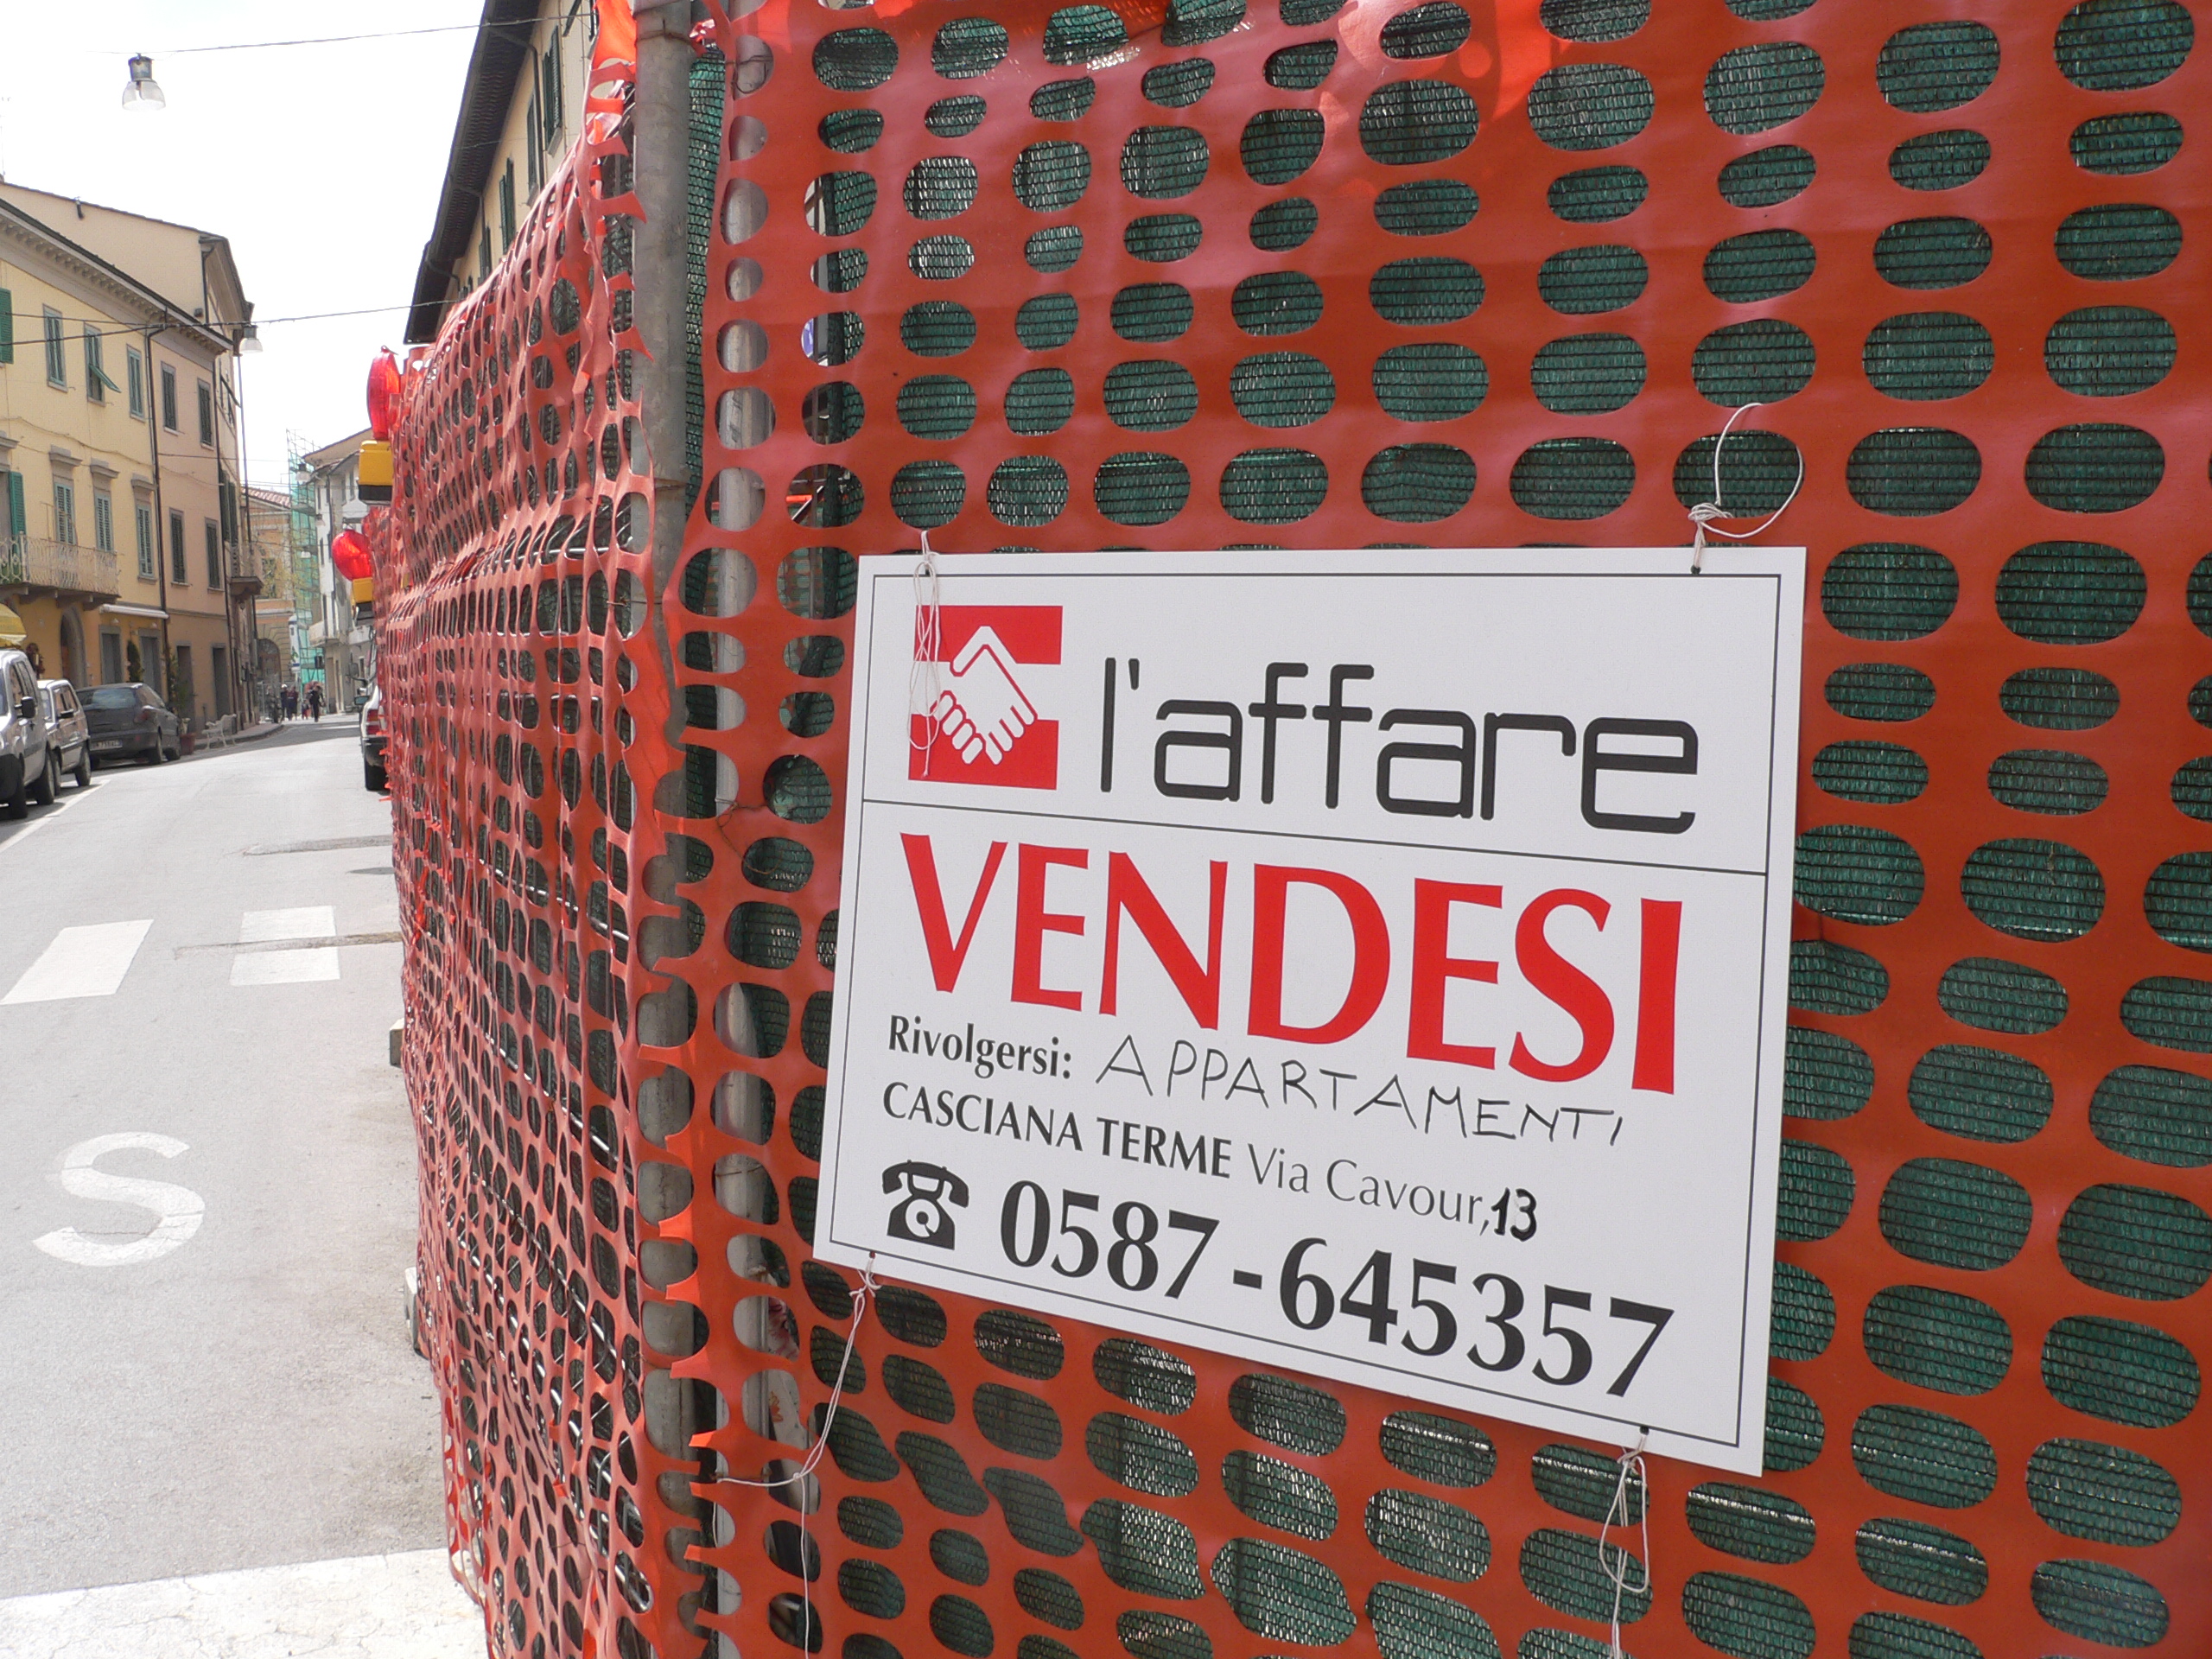 l'affare
VENDESI
Rivolgersi: APPARTAMENTI
CASCIANA TERME Via Cavour,13
0587-645357
S